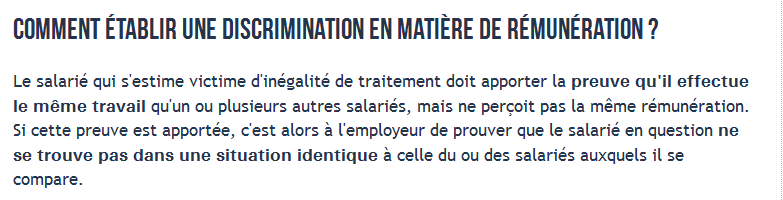 COMMENT ÉTABLIR UNE DISCRIMINATION EN MATIÈRE DE RÉMUNÉRATION ?
Le salarié qui s'estime victime d'inégalité de traitement doit apporter la preuve qu'il effectue
le même travail qu'un ou plusieurs autres salariés, mais ne perçoit pas la même rémunération.
Si cette preuve est apportée, c'est alors à l'employeur de prouver que le salarié en question ne
se trouve pas dans une situation identique à celle du ou des salariés auxquels il se
compare.